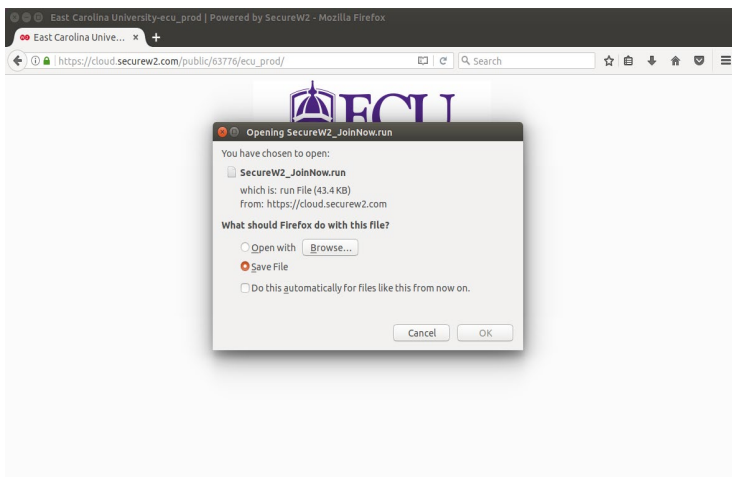 East Carolina University-ecu_prod | Powered by SecureW2 - Mozilla Firefox
East Carolina Unive...
https://cloud.securew2.com/public/63776/ecu_prod/
Search
ECU
Opening SecureW2_JoinNow.run
You have chosen to open:
SecureW2_JoinNow.run
which is: run File (43.4 KB)
from: https://cloud.securew2.com
What should Firefox do with this file?
Open with Browse...
Save File
Do this automatically for files like this from now on.
Cancel OK